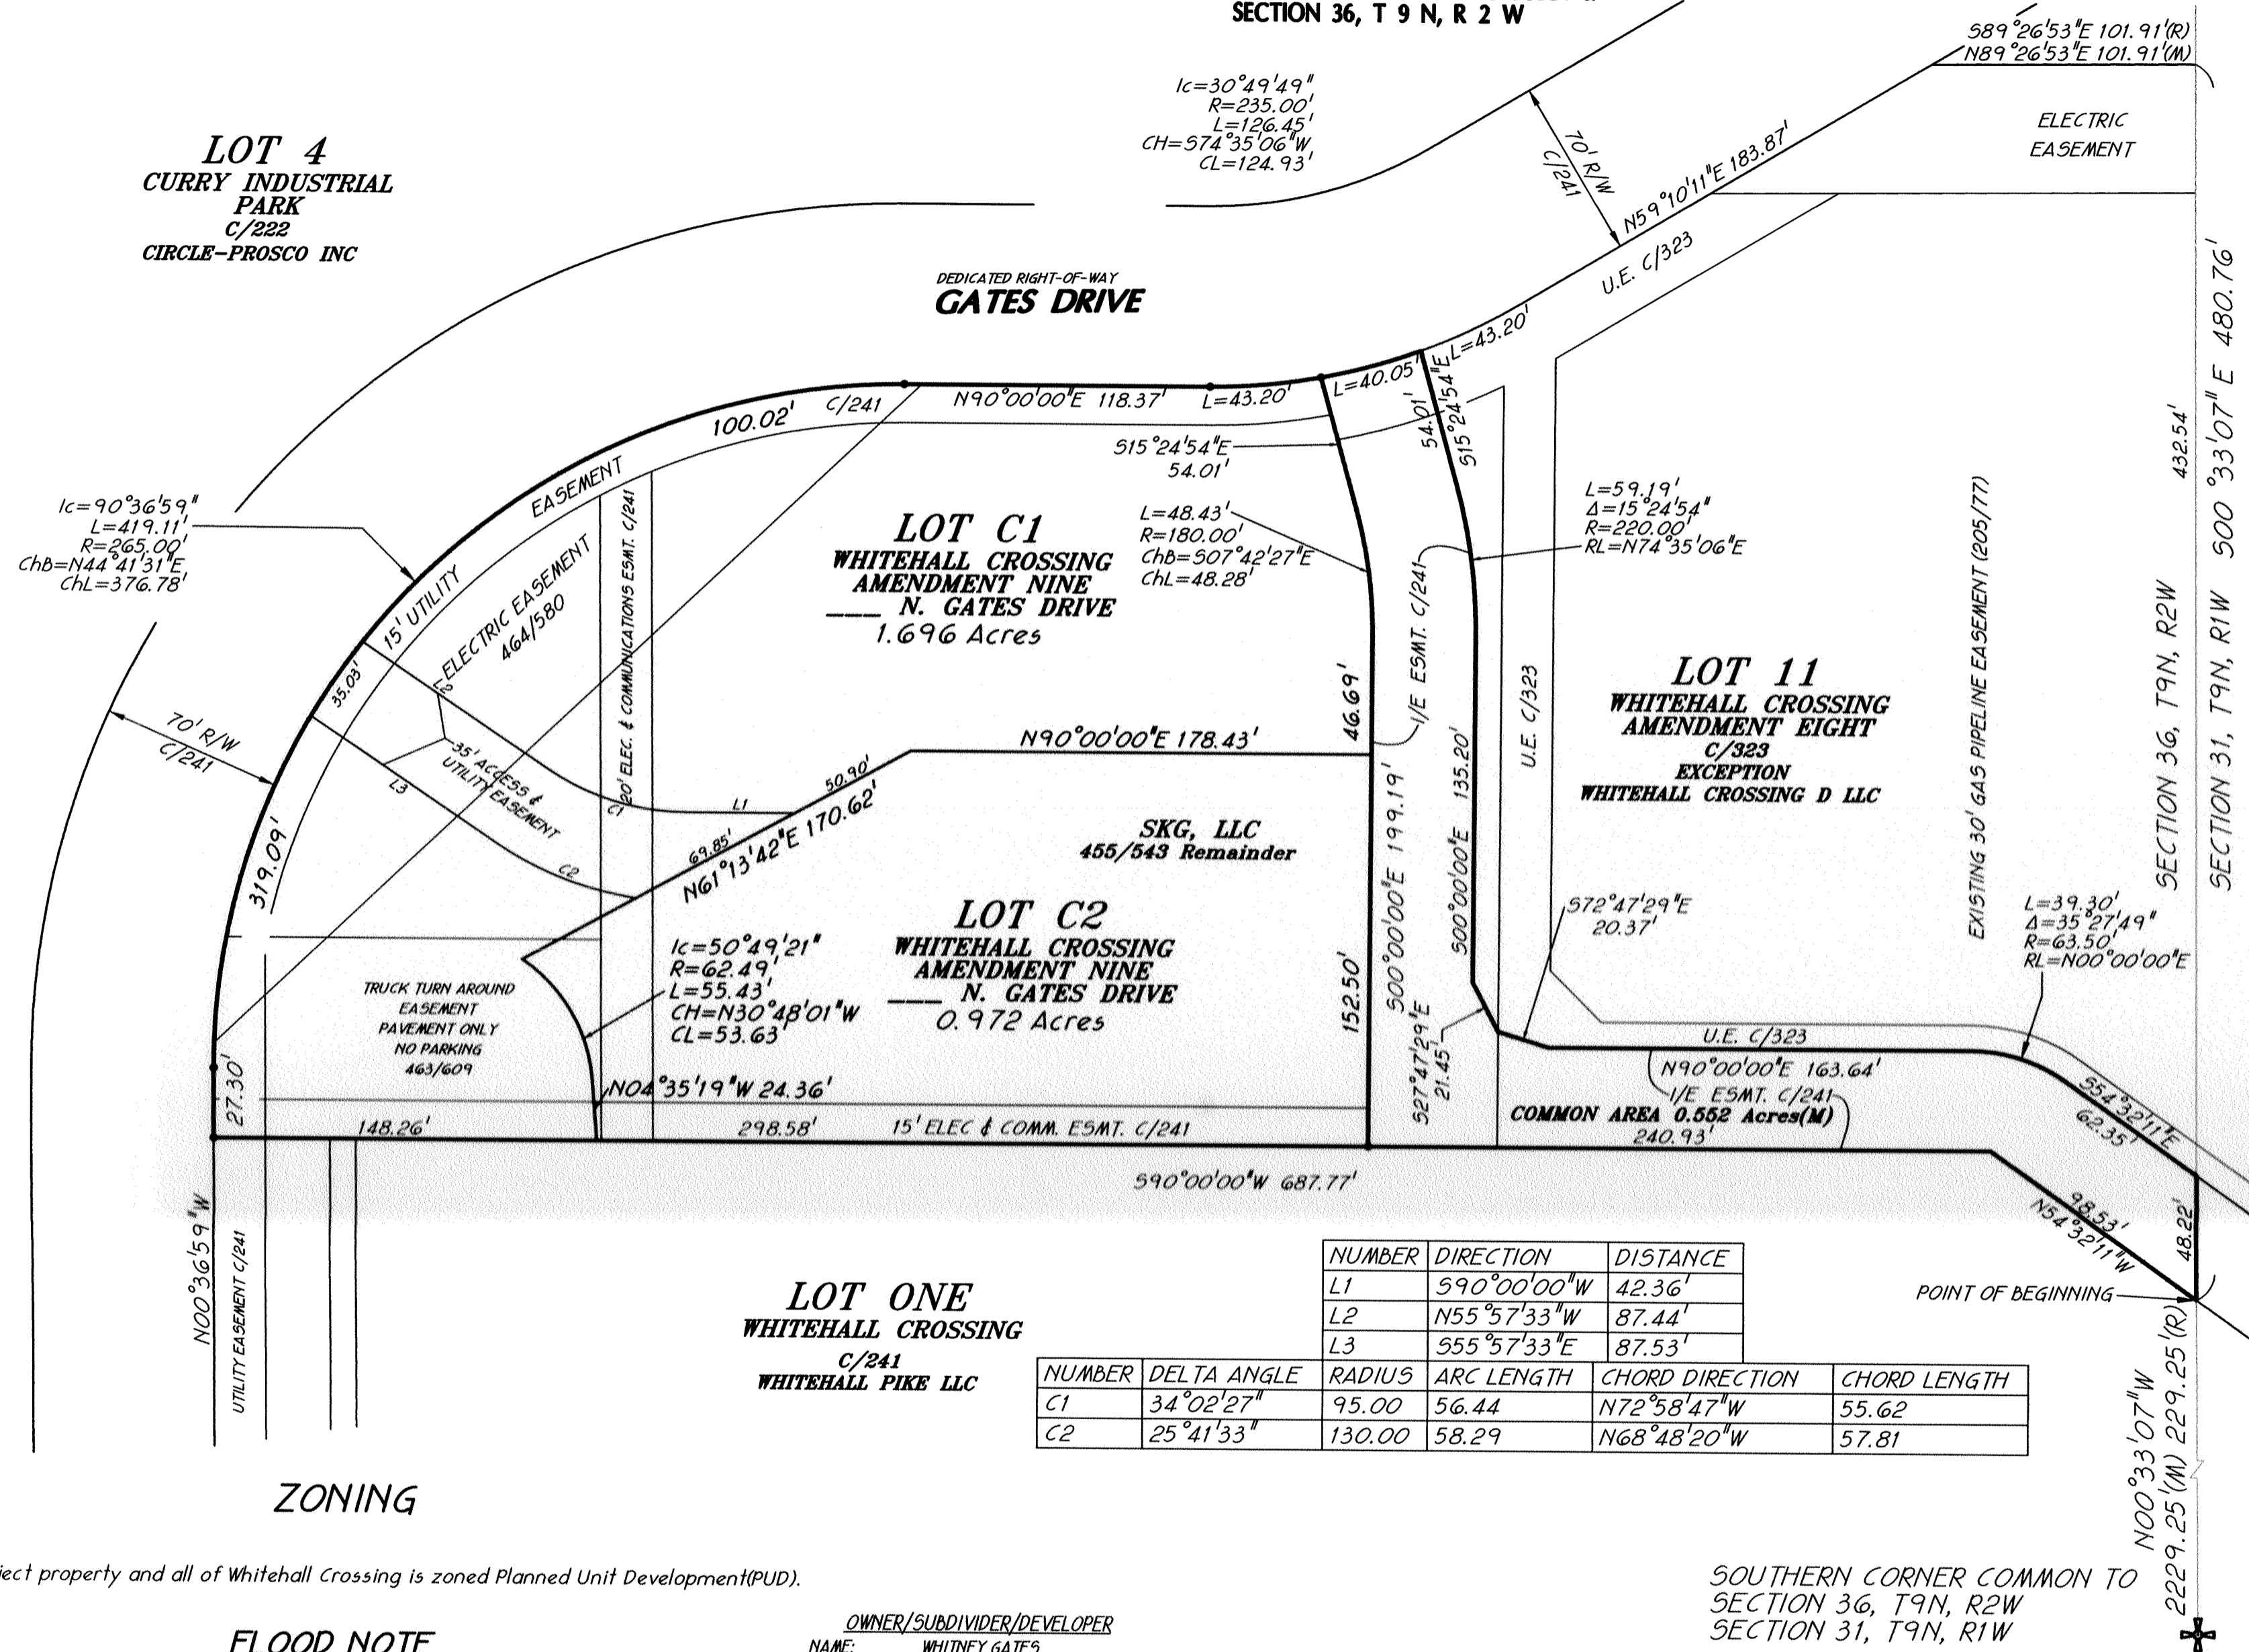 SECTION 36, T 9 N, R 2 W
S89°26'53"E 101.91'(R)
N89°26'53"E 101.91'(M)
Ic=30°49'49"
R=235.00'
L=126.45'
CH=S74°35'06"W
CL=124.93'
70' R/W
C/241
N59°10'11"E 183.87'
U.E. C/323
ELECTRIC
EASEMENT
LOT 4
CURRY INDUSTRIAL
PARK
C/222
CIRCLE-PROSCO INC
DEDICATED RIGHT-OF-WAY
GATES DRIVE
L=43.20'
L=40.05'
L=43.20'
N90°00'00"E 118.37'
C/241
100.02'
S15°24'54"E
54.01'
54.01'
S15°24'54"E
480.76'
S00°33'07" E
432.54'
Ic=90°36'59"
L=419.11'
R=265.00'
ChB=N44°41'31"E
ChL=376.78'
15' UTILITY
EASEMENT
ELECTRIC EASEMENT
464/580
20' ELEC. & COMMUNICATIONS ESMT. C/241
LOT C1
WHITEHALL CROSSING
AMENDMENT NINE
___ N. GATES DRIVE
1.696 Acres
L=48.43'
R=180.00'
ChB=S07°42'27"E
ChL=48.28'
L=59.19'
Δ=15°24'54"
R=220.00'
RL=N74°35'06"E
I/E ESMT. C/241
EXISTING 30' GAS PIPELINE EASEMENT (205/77)
SECTION 36, T9N, R2W
SECTION 31, T9N, R1W
U.E. C/323
LOT 11
WHITEHALL CROSSING
AMENDMENT EIGHT
C/323
EXCEPTION
WHITEHALL CROSSING D LLC
35.03'
L2
L3
35' ACCESS &
UTILITY EASEMENT
70' R/W
C/241
46.69'
N90°00'00"E 178.43'
50.90'
L1
C1
C2
69.85'
N61°13'42"E 170.62'
SKG, LLC
455/543 Remainder
S00°00'00"E 199.19'
S00°00'00"E 135.20'
319.09'
LOT C2
WHITEHALL CROSSING
AMENDMENT NINE
___ N. GATES DRIVE
0.972 Acres
Ic=50°49'21"
R=62.49'
L=55.43'
CH=N30°48'01"W
CL=53.63'
TRUCK TURN AROUND
EASEMENT
PAVEMENT ONLY
NO PARKING
463/609
S72°47'29"E
20.37'
L=39.30'
Δ=35°27'49"
R=63.50'
RL=N00°00'00"E
152.50'
S27°47'29"E
21.45'
U.E. C/323
N90°00'00"E 163.64'
I/E ESMT. C/241
COMMON AREA 0.552 Acres(M)
240.93'
S54°32'11"E
62.35'
27.30'
N04°35'19"W 24.36'
148.26'
298.58'
15' ELEC & COMM. ESMT. C/241
S90°00'00"W 687.77'
98.53'
N54°32'11"W
48.22'
POINT OF BEGINNING
N00°36'59"W
UTILITY EASEMENT C/241
LOT ONE
WHITEHALL CROSSING
C/241
WHITEHALL PIKE LLC
NUMBER DIRECTION DISTANCE
L1 S90°00'00"W 42.36'
L2 N55°57'33"W 87.44'
L3 S55°57'33"E 87.53'
NUMBER DELTA ANGLE RADIUS ARC LENGTH CHORD DIRECTION CHORD LENGTH
C1 34°02'27" 95.00 56.44 N72°58'47"W 55.62
C2 25°41'33" 130.00 58.29 N68°48'20"W 57.81
N00°33'07"W
2229.25'(M) 2229.25'(R)
ZONING
ject property and all of Whitehall Crossing is zoned Planned Unit Development(PUD).
SOUTHERN CORNER COMMON TO
SECTION 36, T9N, R2W
SECTION 31, T9N, R1W
FLOOD NOTE
OWNER/SUBDIVIDER/DEVELOPER
NAME: WHITNEY GATES